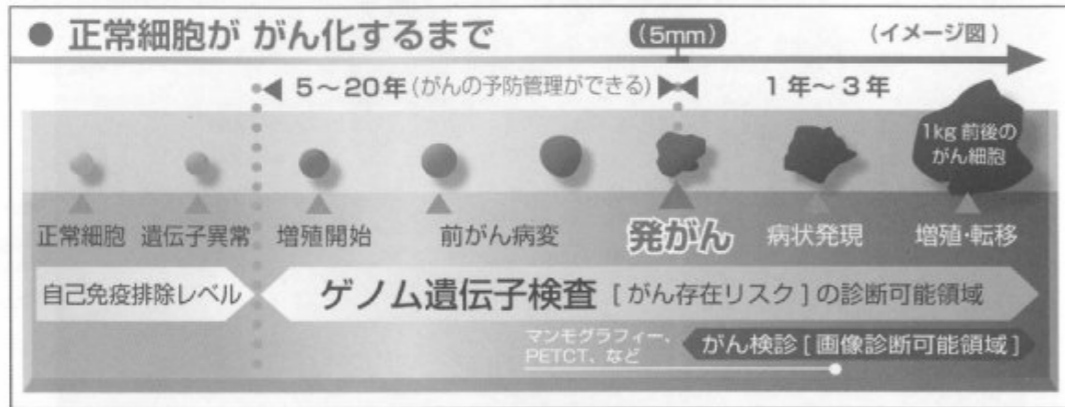 ● 正常細胞が がん化するまで
(5mm)
(イメージ図)
5～20年(がんの予防管理ができる)
1年～3年
1kg前後の
がん細胞
正常細胞
遺伝子異常
増殖開始
前がん病変
発がん
病状発現
増殖・転移
自己免疫排除レベル
ゲノム遺伝子検査[がん存在リスク]の診断可能領域
マンモグラフィー、
PETCT、など
がん検診[画像診断可能領域]